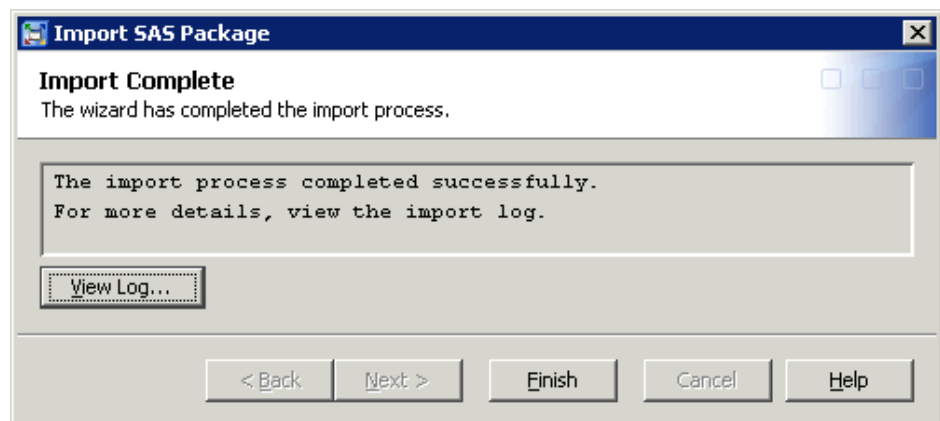 Import SAS Package
Import Complete
The wizard has completed the import process.
The import process completed successfully.
For more details, view the import log.
View Log...
< Back Next > Finish Cancel Help